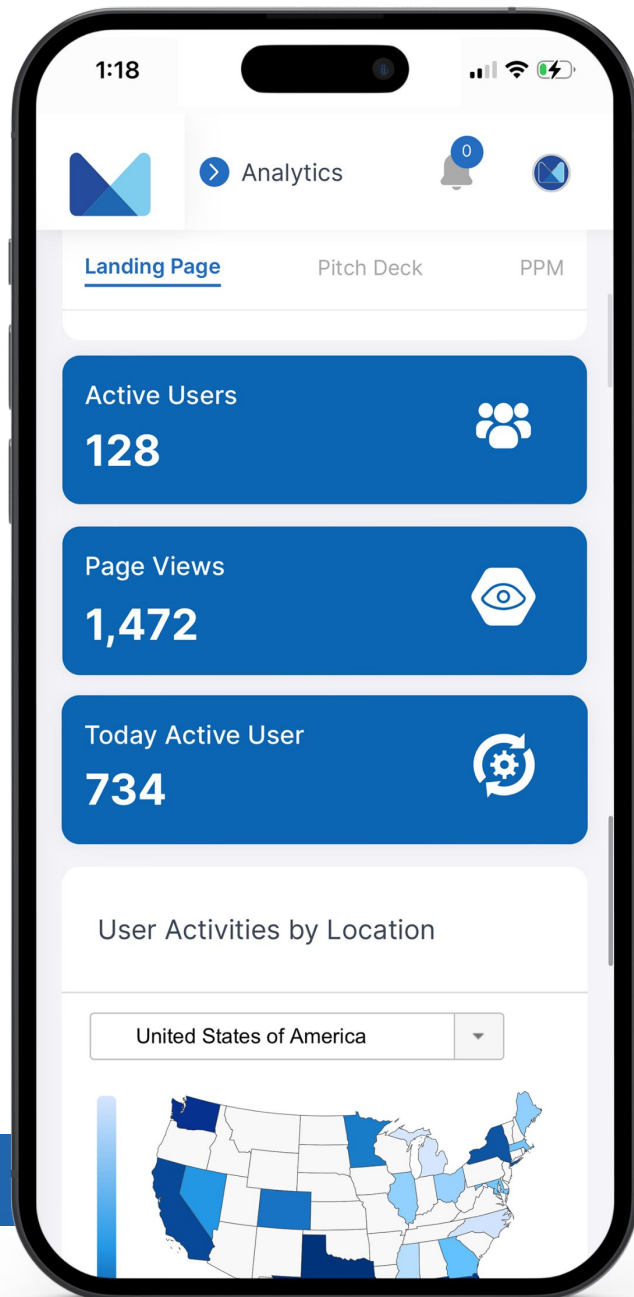 1:18
0
Analytics
Landing Page Pitch Deck PPM
Active Users
128
Page Views
1,472
Today Active User
734
User Activities by Location
United States of America